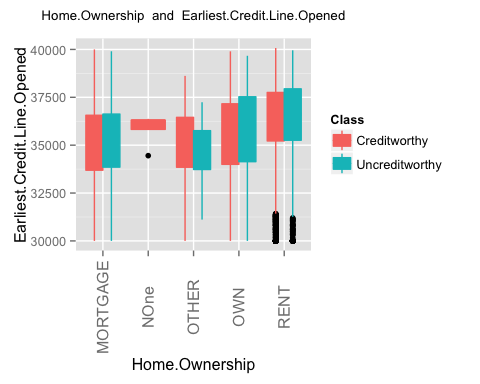 Home.Ownership and Earliest.Credit.Line.Opened
Earliest.Credit.Line.Opened
40000
37500
35000
32500
30000
MORTGAGE
NOne
OTHER
OWN
RENT
Home.Ownership
Class
Creditworthy
Uncreditworthy